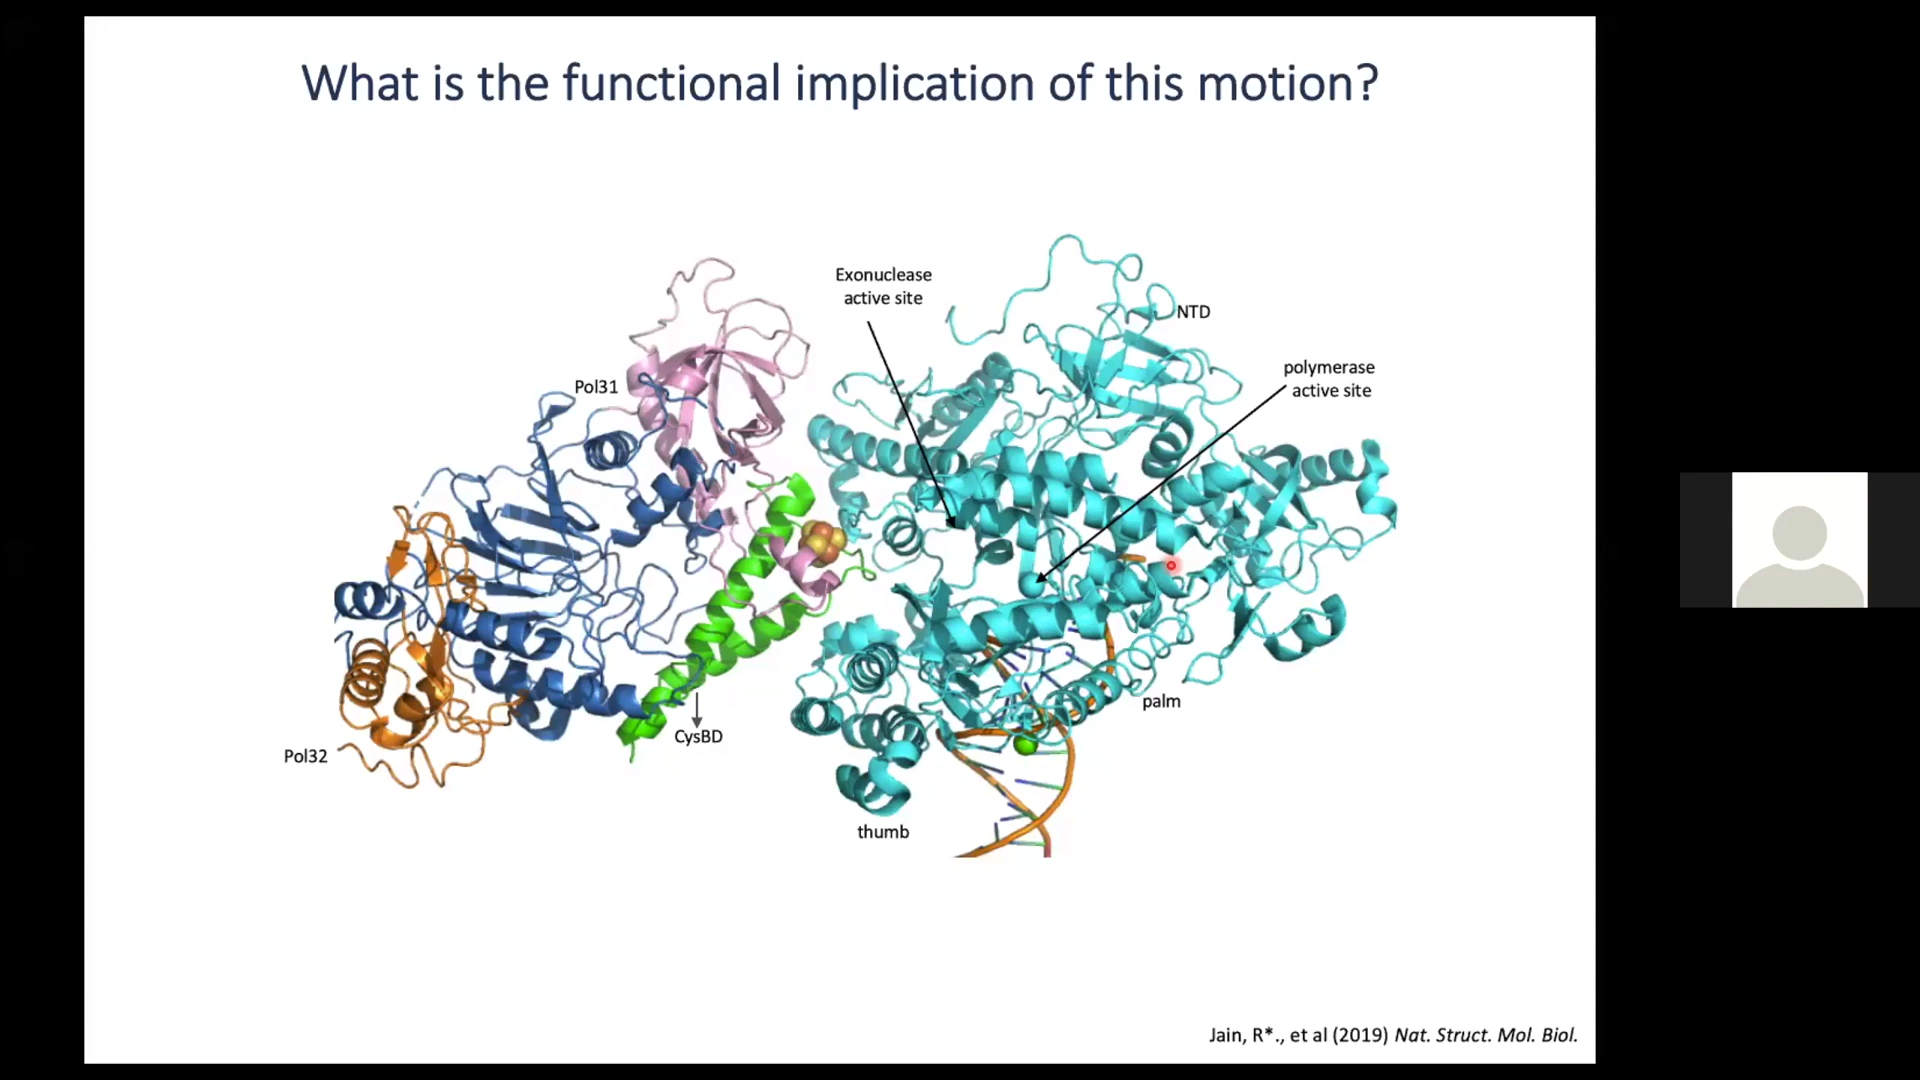 What is the functional implication of this motion?
Exonuclease
active site
NTD
polymerase
active site
Pol31
palm
CysBD
Pol32
thumb
Jain, R*., et al (2019) Nat. Struct. Mol. Biol.